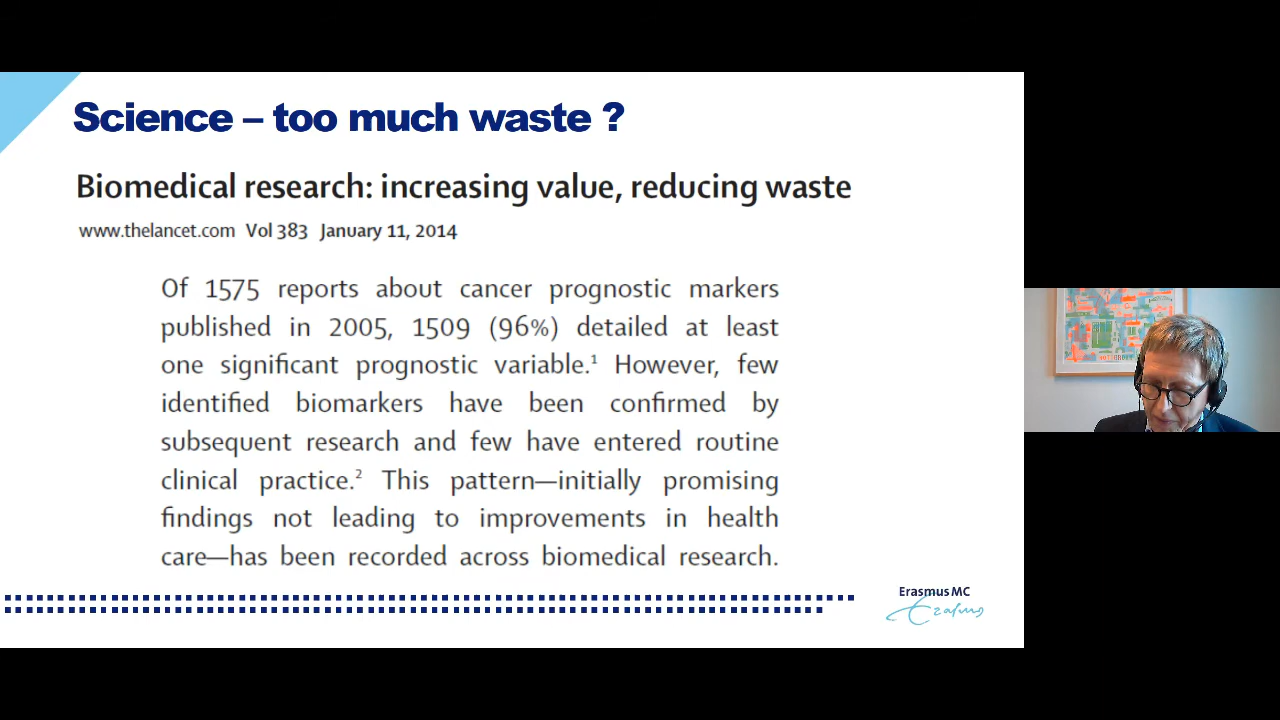 Science – too much waste ?
Biomedical research: increasing value, reducing waste
www.thelancet.com Vol 383 January 11, 2014
Of 1575 reports about cancer prognostic markers
published in 2005, 1509 (96%) detailed at least
one significant prognostic variable.¹ However, few
identified biomarkers have been confirmed by
subsequent research and few have entered routine
clinical practice.² This pattern—initially promising
findings not leading to improvements in health
care—has been recorded across biomedical research.
Erasmus MC
Erasmus